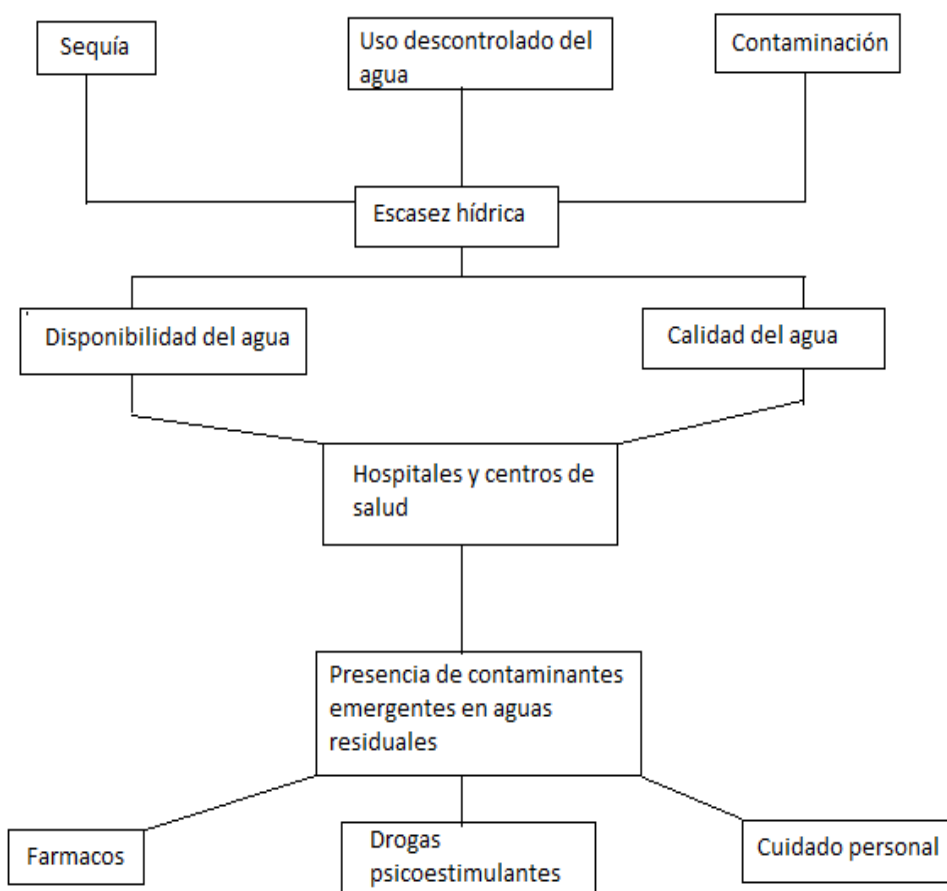 Sequía
Uso descontrolado del
agua
Contaminación
Escasez hídrica
Disponibilidad del agua
Calidad del agua
Hospitales y centros de
salud
Presencia de contaminantes
emergentes en aguas
residuales
Farmacos
Drogas
psicoestimulantes
Cuidado personal